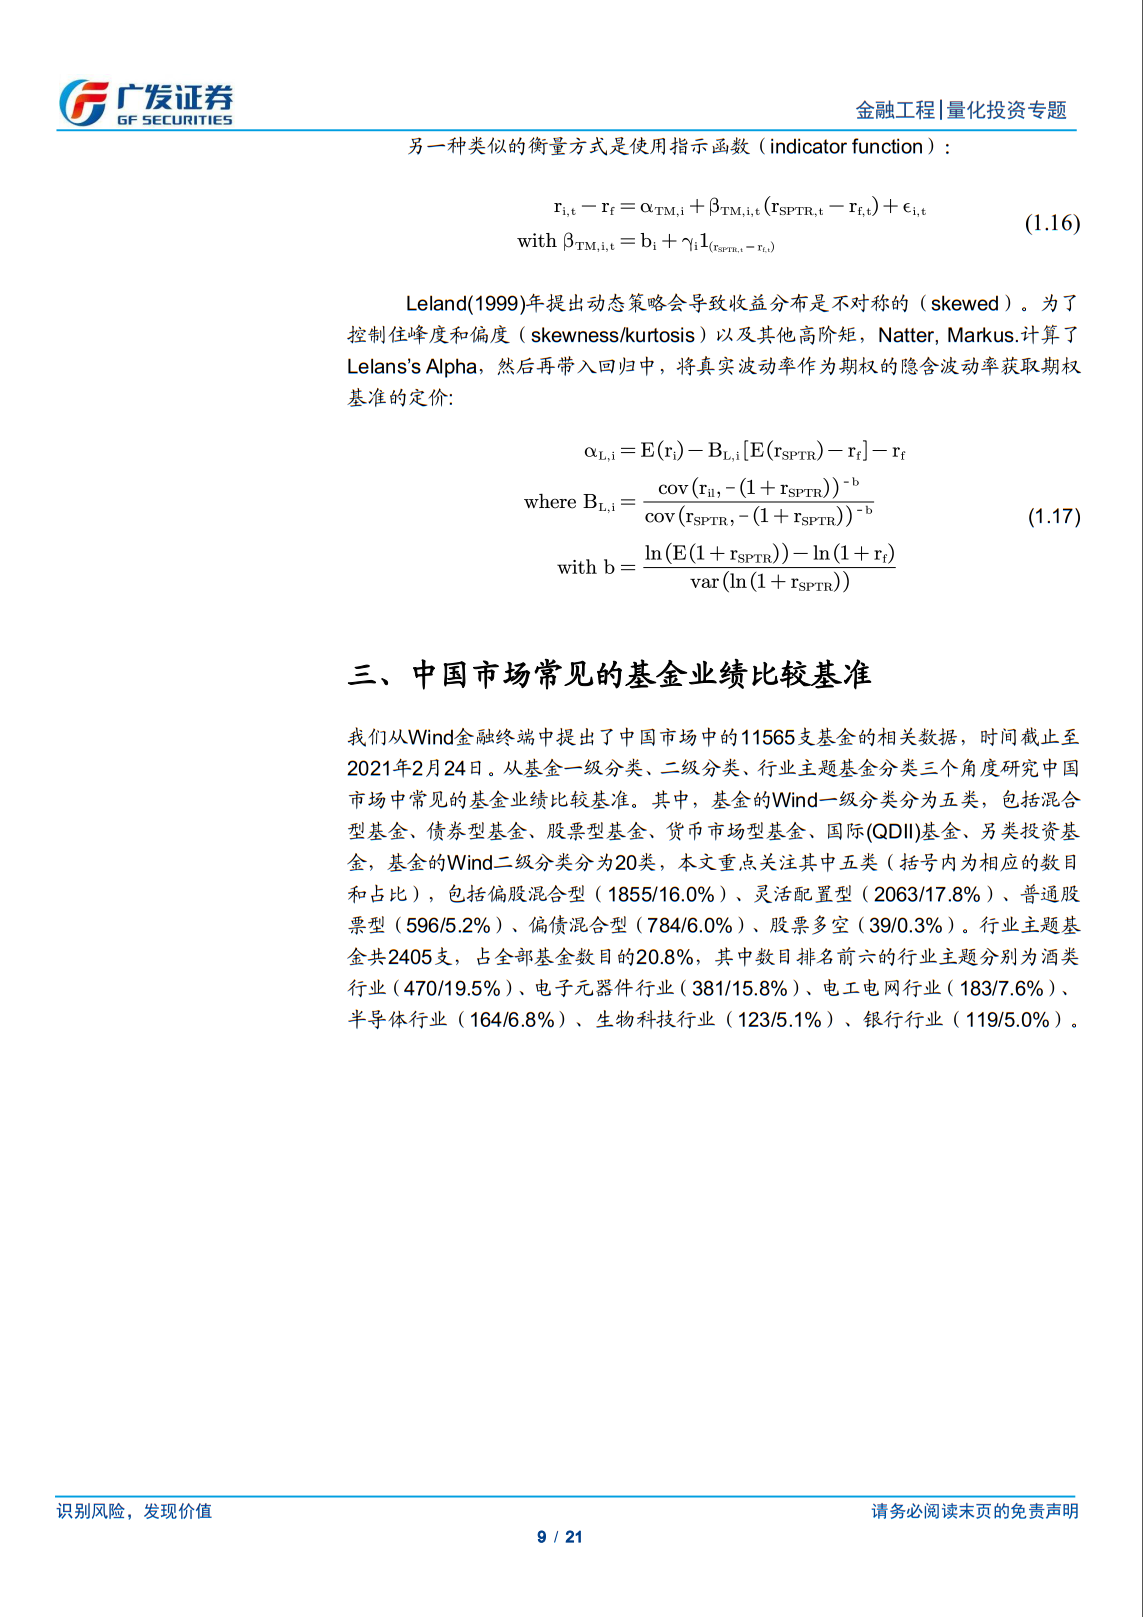 广发证券
GF SECURITIES
金融工程|量化投资专题
另一种类似的衡量方式是使用指示函数（indicator function）：
r_{i,t} − r_f = α_{TM,i} + β_{TM,i,t}(r_{SPTR,t} − r_{f,t}) + ϵ_{i,t}
with β_{TM,i,t} = b_i + γ_i 1_{(r_{SPTR,t} − r_{f,t})}
(1.16)
Leland(1999)年提出动态策略会导致收益分布是不对称的（skewed）。为了
控制住峰度和偏度（skewness/kurtosis）以及其他高阶矩，Natter, Markus.计算了
Lelans’s Alpha，然后再带入回归中，将真实波动率作为期权的隐含波动率获取期权
基准的定价:
α_{L,i} = E(r_i) − B_{L,i}[E(r_{SPTR}) − r_f] − r_f
where B_{L,i} = cov(r_{il}, -(1 + r_{SPTR}))^{-b} / cov(r_{SPTR}, -(1 + r_{SPTR}))^{-b}
(1.17)
with b = ln(E(1 + r_{SPTR})) − ln(1 + r_f) / var(ln(1 + r_{SPTR}))
三、中国市场常见的基金业绩比较基准
我们从Wind金融终端中提出了中国市场中的11565支基金的相关数据，时间截止至
2021年2月24日。从基金一级分类、二级分类、行业主题基金分类三个角度研究中国
市场中常见的基金业绩比较基准。其中，基金的Wind一级分类分为五类，包括混合
型基金、债券型基金、股票型基金、货币市场型基金、国际(QDII)基金、另类投资基
金，基金的Wind二级分类分为20类，本文重点关注其中五类（括号内为相应的数目
和占比），包括偏股混合型（1855/16.0%）、灵活配置型（2063/17.8%）、普通股
票型（596/5.2%）、偏债混合型（784/6.0%）、股票多空（39/0.3%）。行业主题基
金共2405支，占全部基金数目的20.8%，其中数目排名前六的行业主题分别为酒类
行业（470/19.5%）、电子元器件行业（381/15.8%）、电工电网行业（183/7.6%）、
半导体行业（164/6.8%）、生物科技行业（123/5.1%）、银行行业（119/5.0%）。
识别风险，发现价值
请务必阅读末页的免责声明
9 / 21